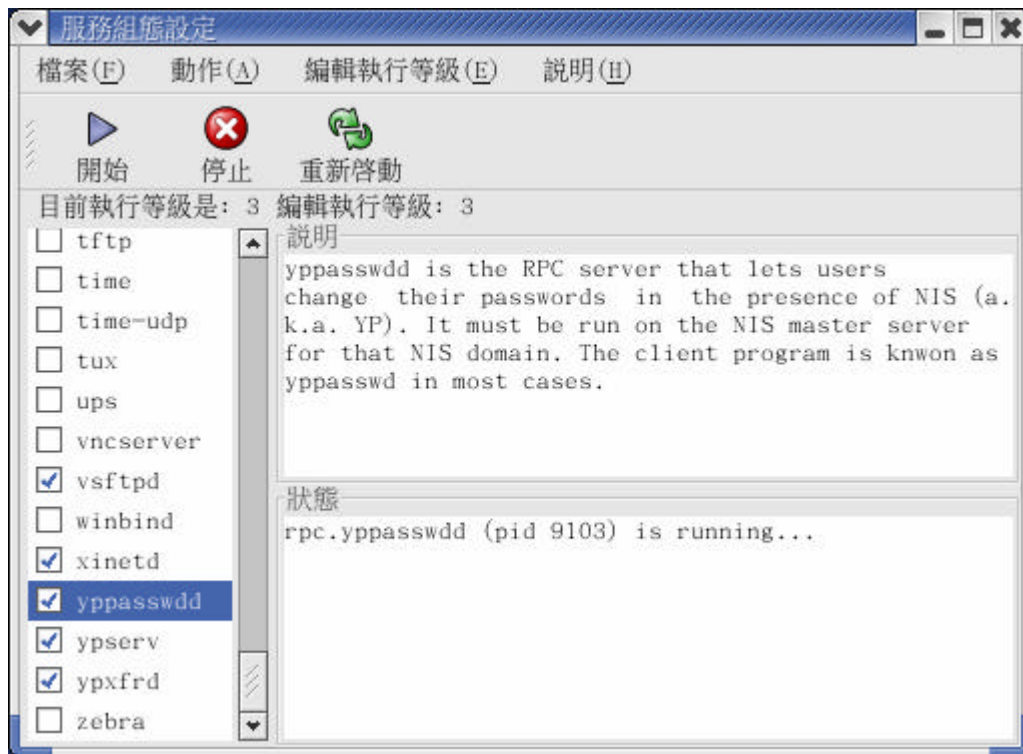 服務組態設定
檔案(F) 動作(A) 編輯執行等級(E) 説明(H)
開始 停止 重新啓動
目前執行等級是: 3 編輯執行等級: 3
tftp
time
time-udp
tux
ups
vncserver
vsftpd
winbind
xinetd
yppasswdd
ypserv
ypxfrd
zebra
説明
yppasswdd is the RPC server that lets users
change their passwords in the presence of NIS (a.
k.a. YP). It must be run on the NIS master server
for that NIS domain. The client program is knwon as
yppasswd in most cases.
狀態
rpc.yppasswdd (pid 9103) is running...